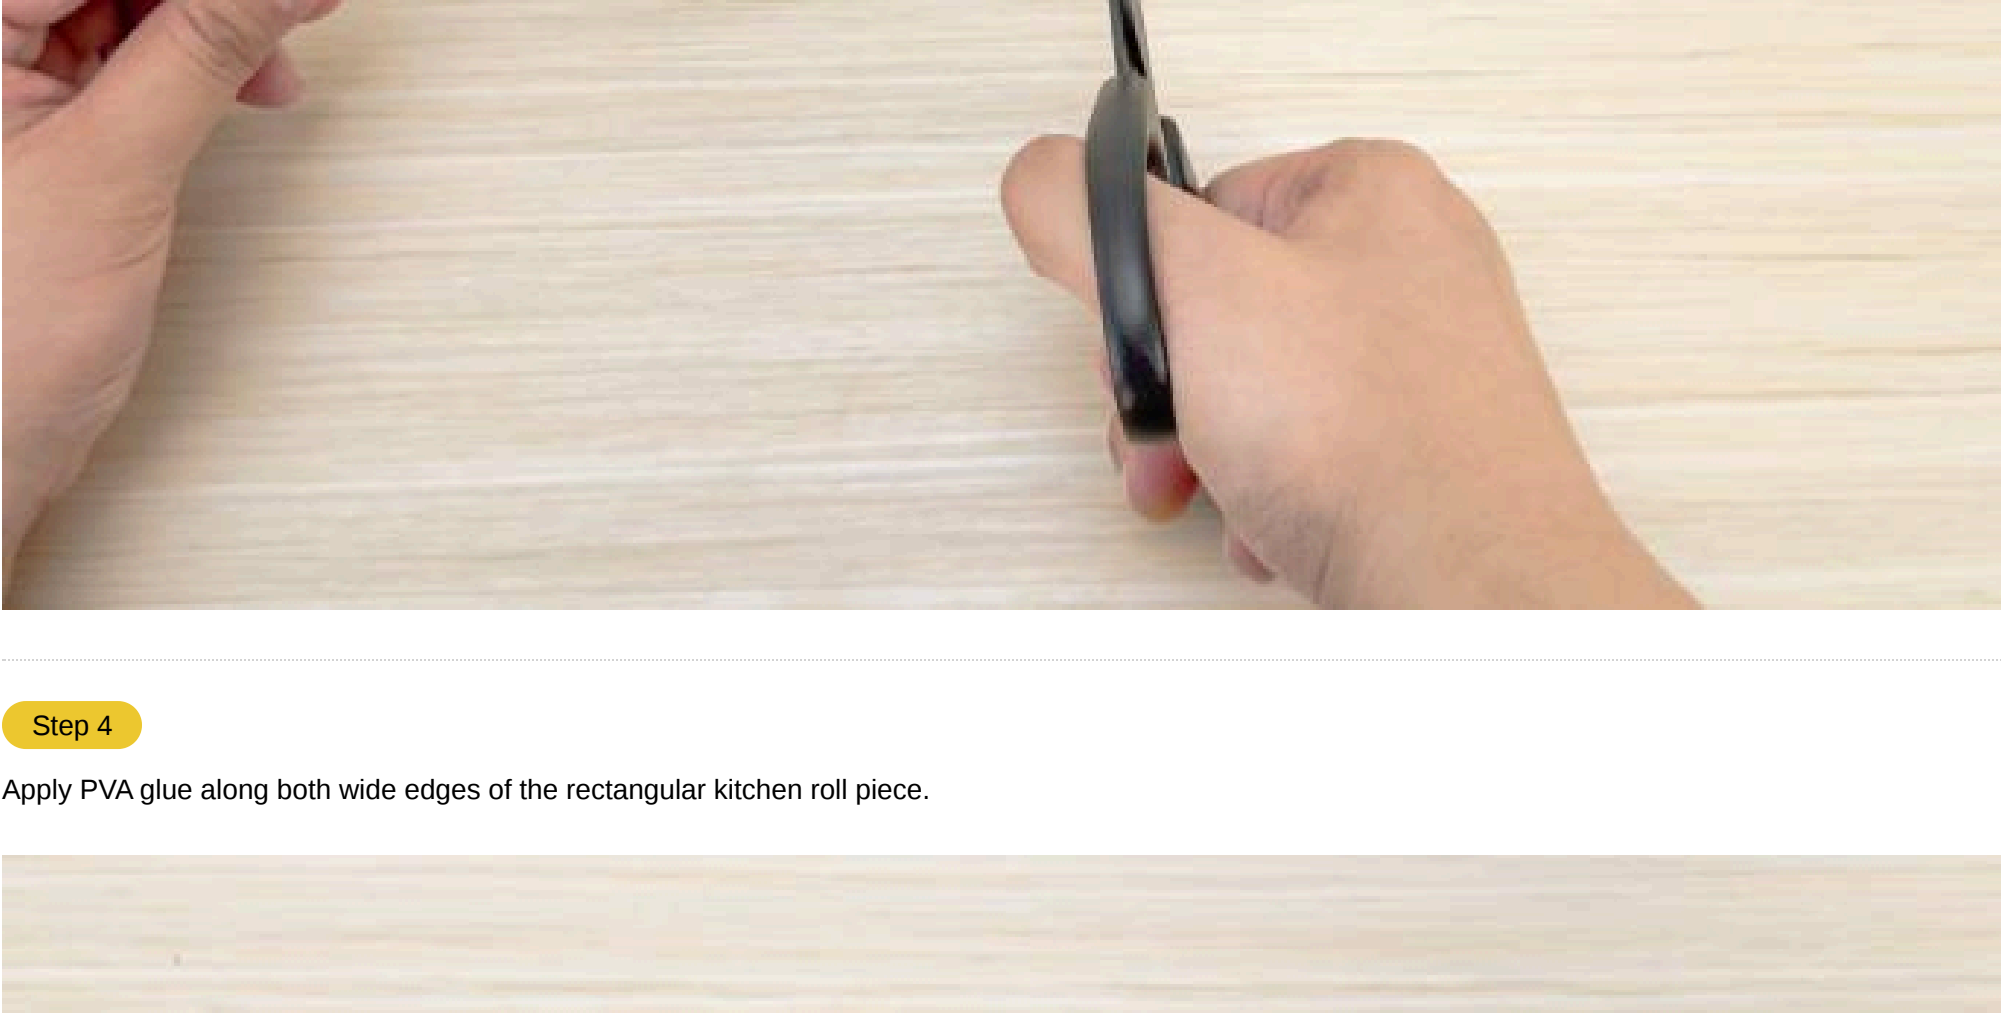 Step 4
Apply PVA glue along both wide edges of the rectangular kitchen roll piece.